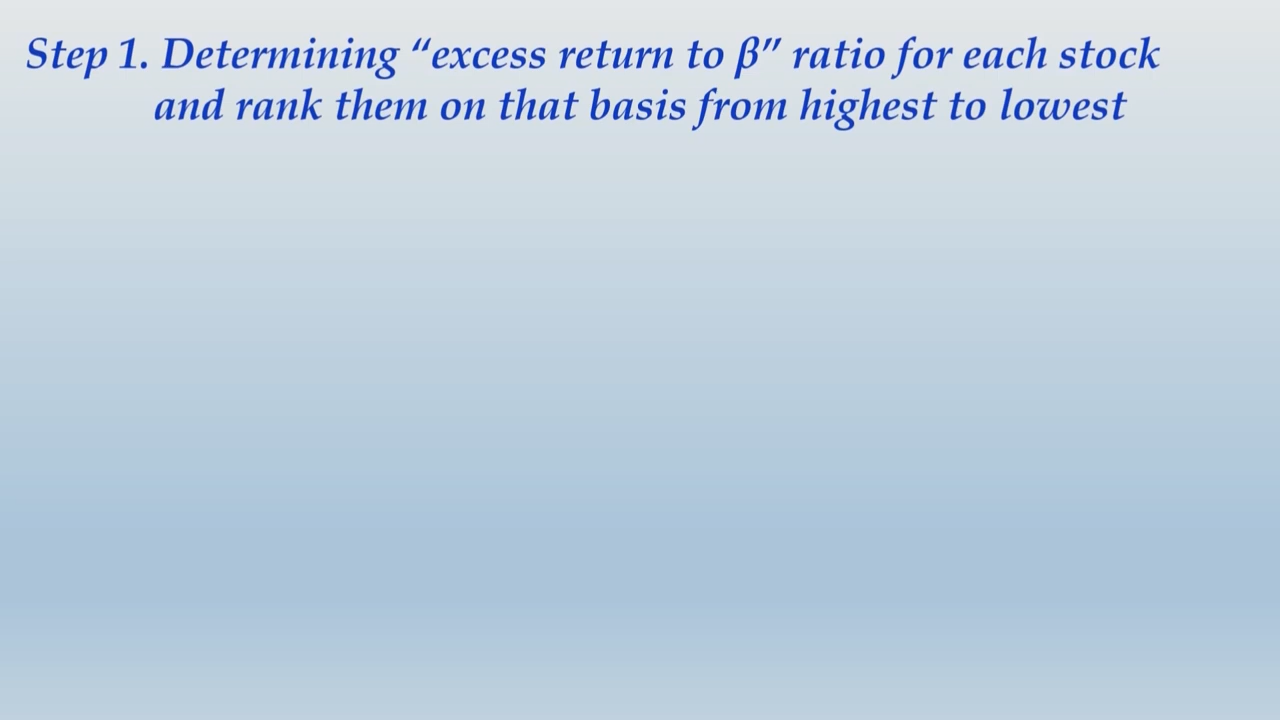 Step 1. Determining “excess return to β” ratio for each stock
and rank them on that basis from highest to lowest